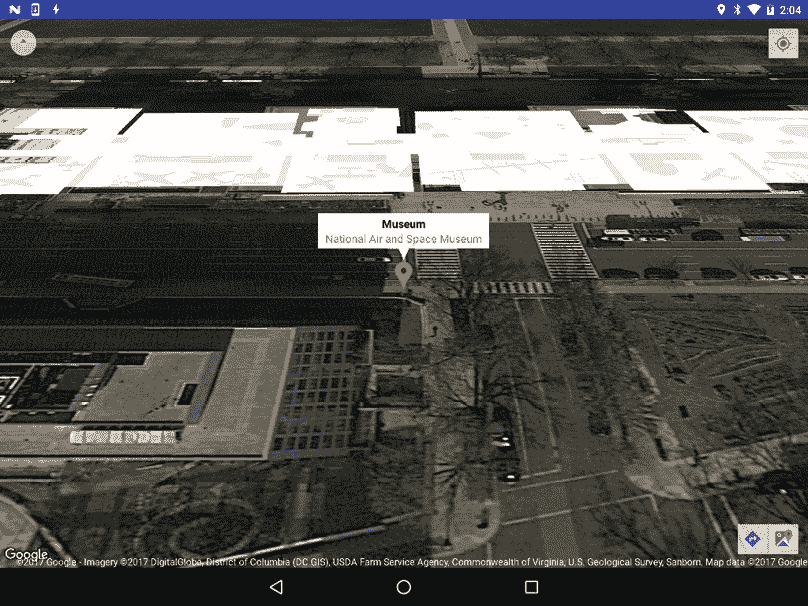 2:04
Museum
National Air and Space Museum
Google
©2017 Google - Imagery ©2017 DigitalGlobe, District of Columbia (DC GIS), USDA Farm Service Agency, Commonwealth of Virginia, U.S. Geological Survey, Sanborn, Map data ©2017 Google